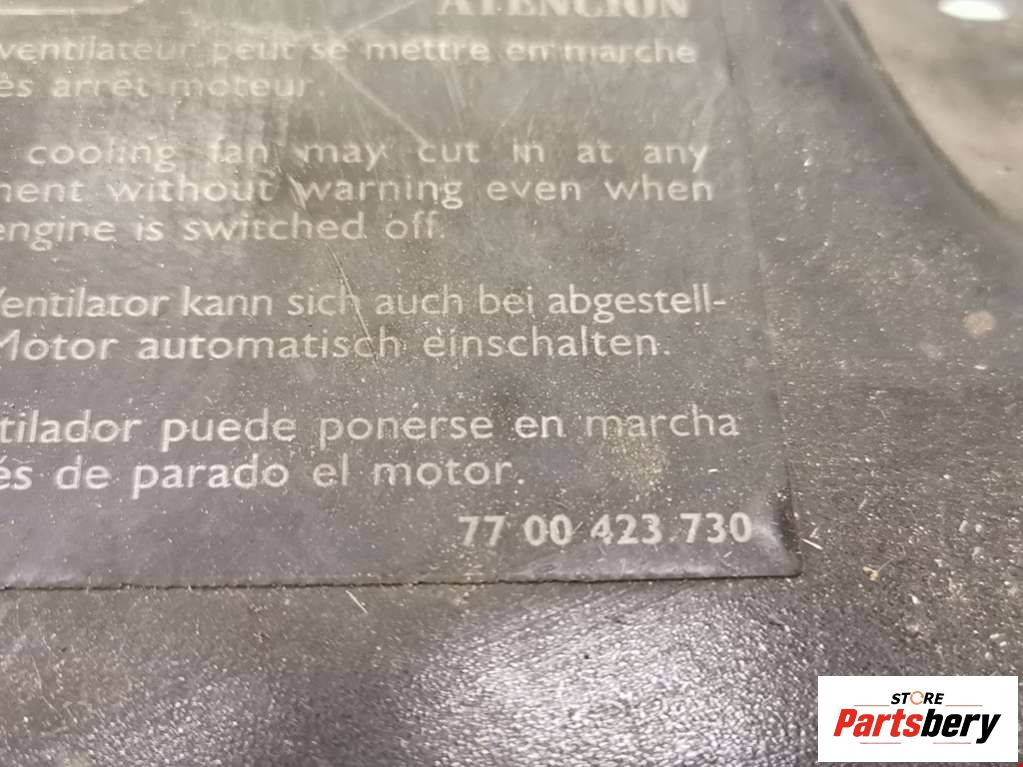 ATENCION
ventilateur peut se mettre en marche
ès arrêt moteur.
cooling fan may cut in at any
ment without warning even when
engine is switched off.
Ventilator kann sich auch bei abgestell-
Motor automatisch einschalten.
tilador puede ponerse en marcha
és de parado el motor.
77 00 423 730
STORE
Partsbery